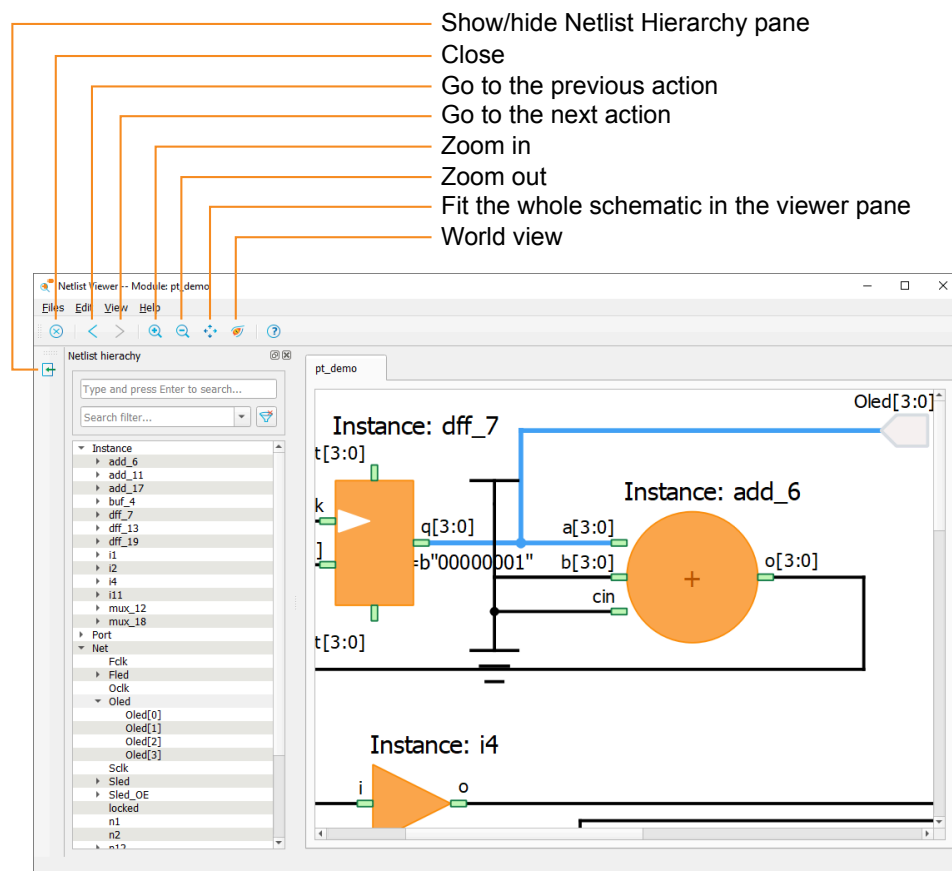 Show/hide Netlist Hierarchy pane
Close
Go to the previous action
Go to the next action
Zoom in
Zoom out
Fit the whole schematic in the viewer pane
World view
Netlist Viewer -- Module: pt_demo
Files Edit View Help
Netlist hierachy
Type and press Enter to search...
Search filter...
Instance
add_6
add_11
add_17
buf_4
dff_7
dff_13
dff_19
i1
i2
i4
i11
mux_12
mux_18
Port
Net
Fclk
Fled
Oclk
Oled
Oled[0]
Oled[1]
Oled[2]
Oled[3]
Sclk
Sled
Sled_OE
locked
n1
n2
n12
pt_demo
Oled[3:0]
Instance: dff_7
t[3:0]
Instance: add_6
k
q[3:0]
a[3:0]
]
=b"00000001"
b[3:0]
o[3:0]
cin
t[3:0]
Instance: i4
i
o